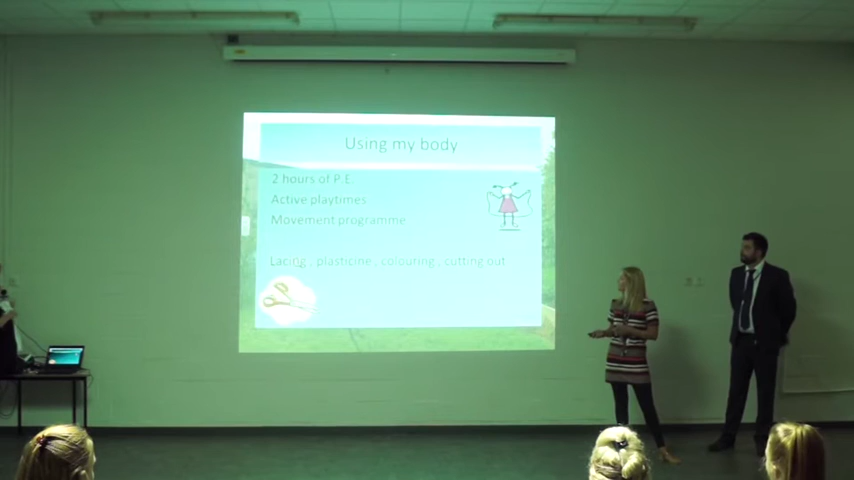 Using my body
2 hours of P.E.
Active playtimes
Movement programme
Lacing , plasticine , colouring , cutting out